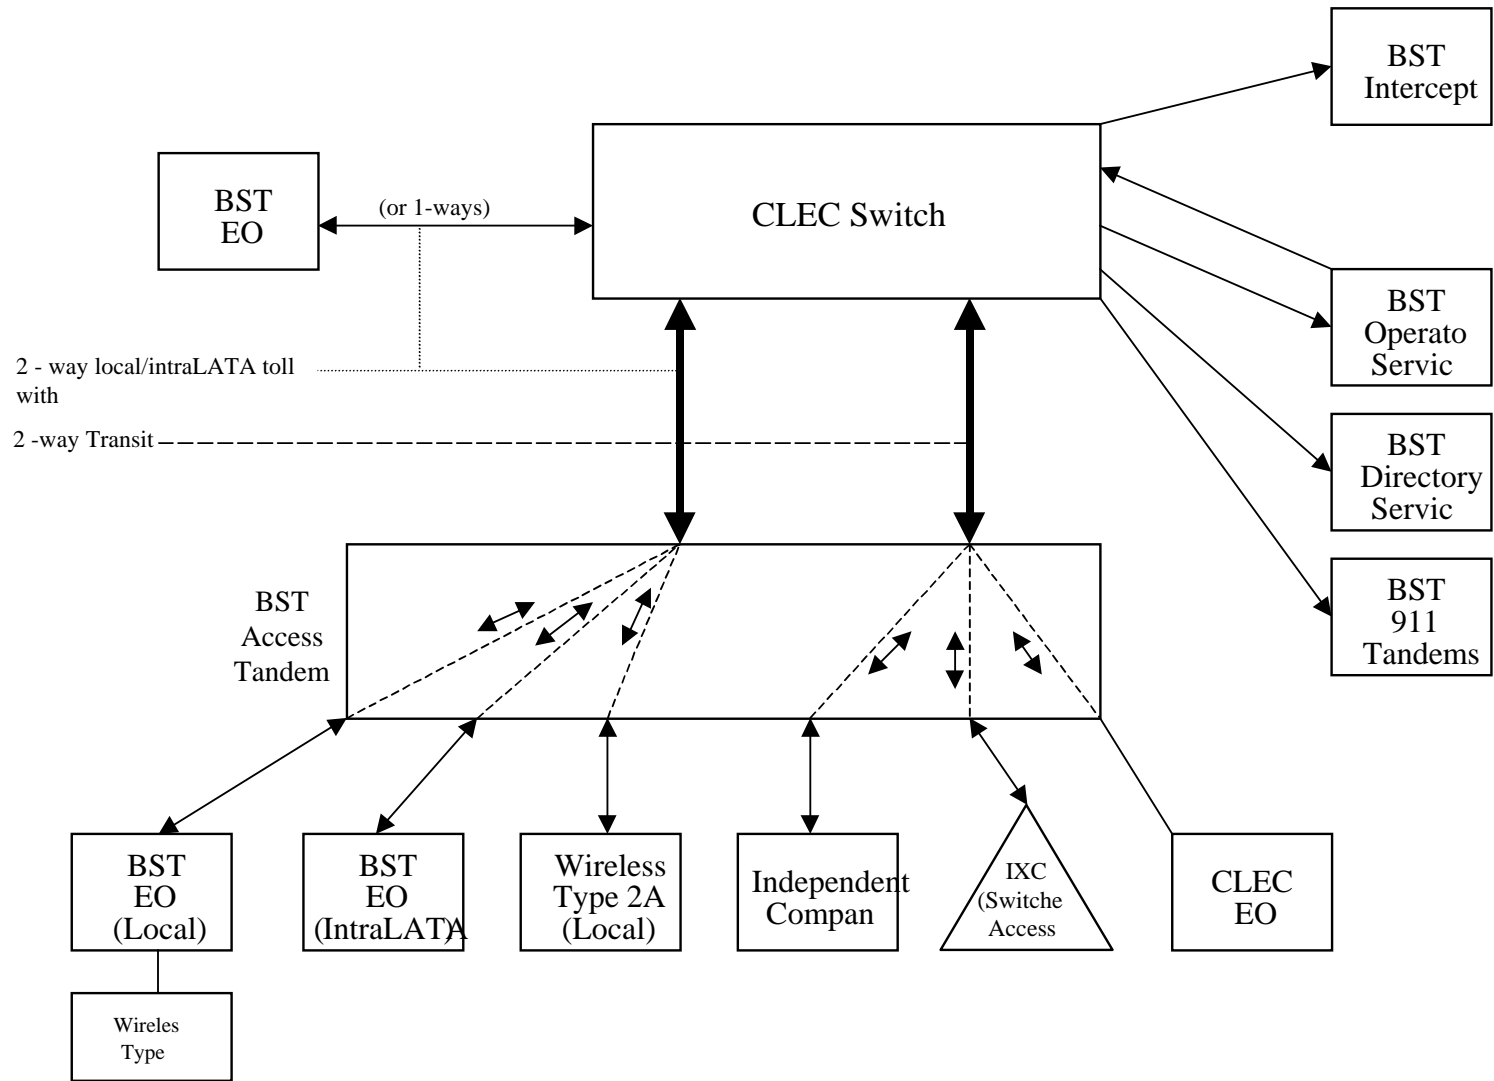 BST
Intercept
BST
EO
(or 1-ways)
CLEC Switch
BST
Operato
Servic
2 - way local/intraLATA toll
with
2 -way Transit
BST
Directory
Servic
BST
911
Tandems
BST
Access
Tandem
BST
EO
(Local)
BST
EO
(IntraLATA)
Wireless
Type 2A
(Local)
Independent
Compan
IXC
(Switche
Access
CLEC
EO
Wireles
Type